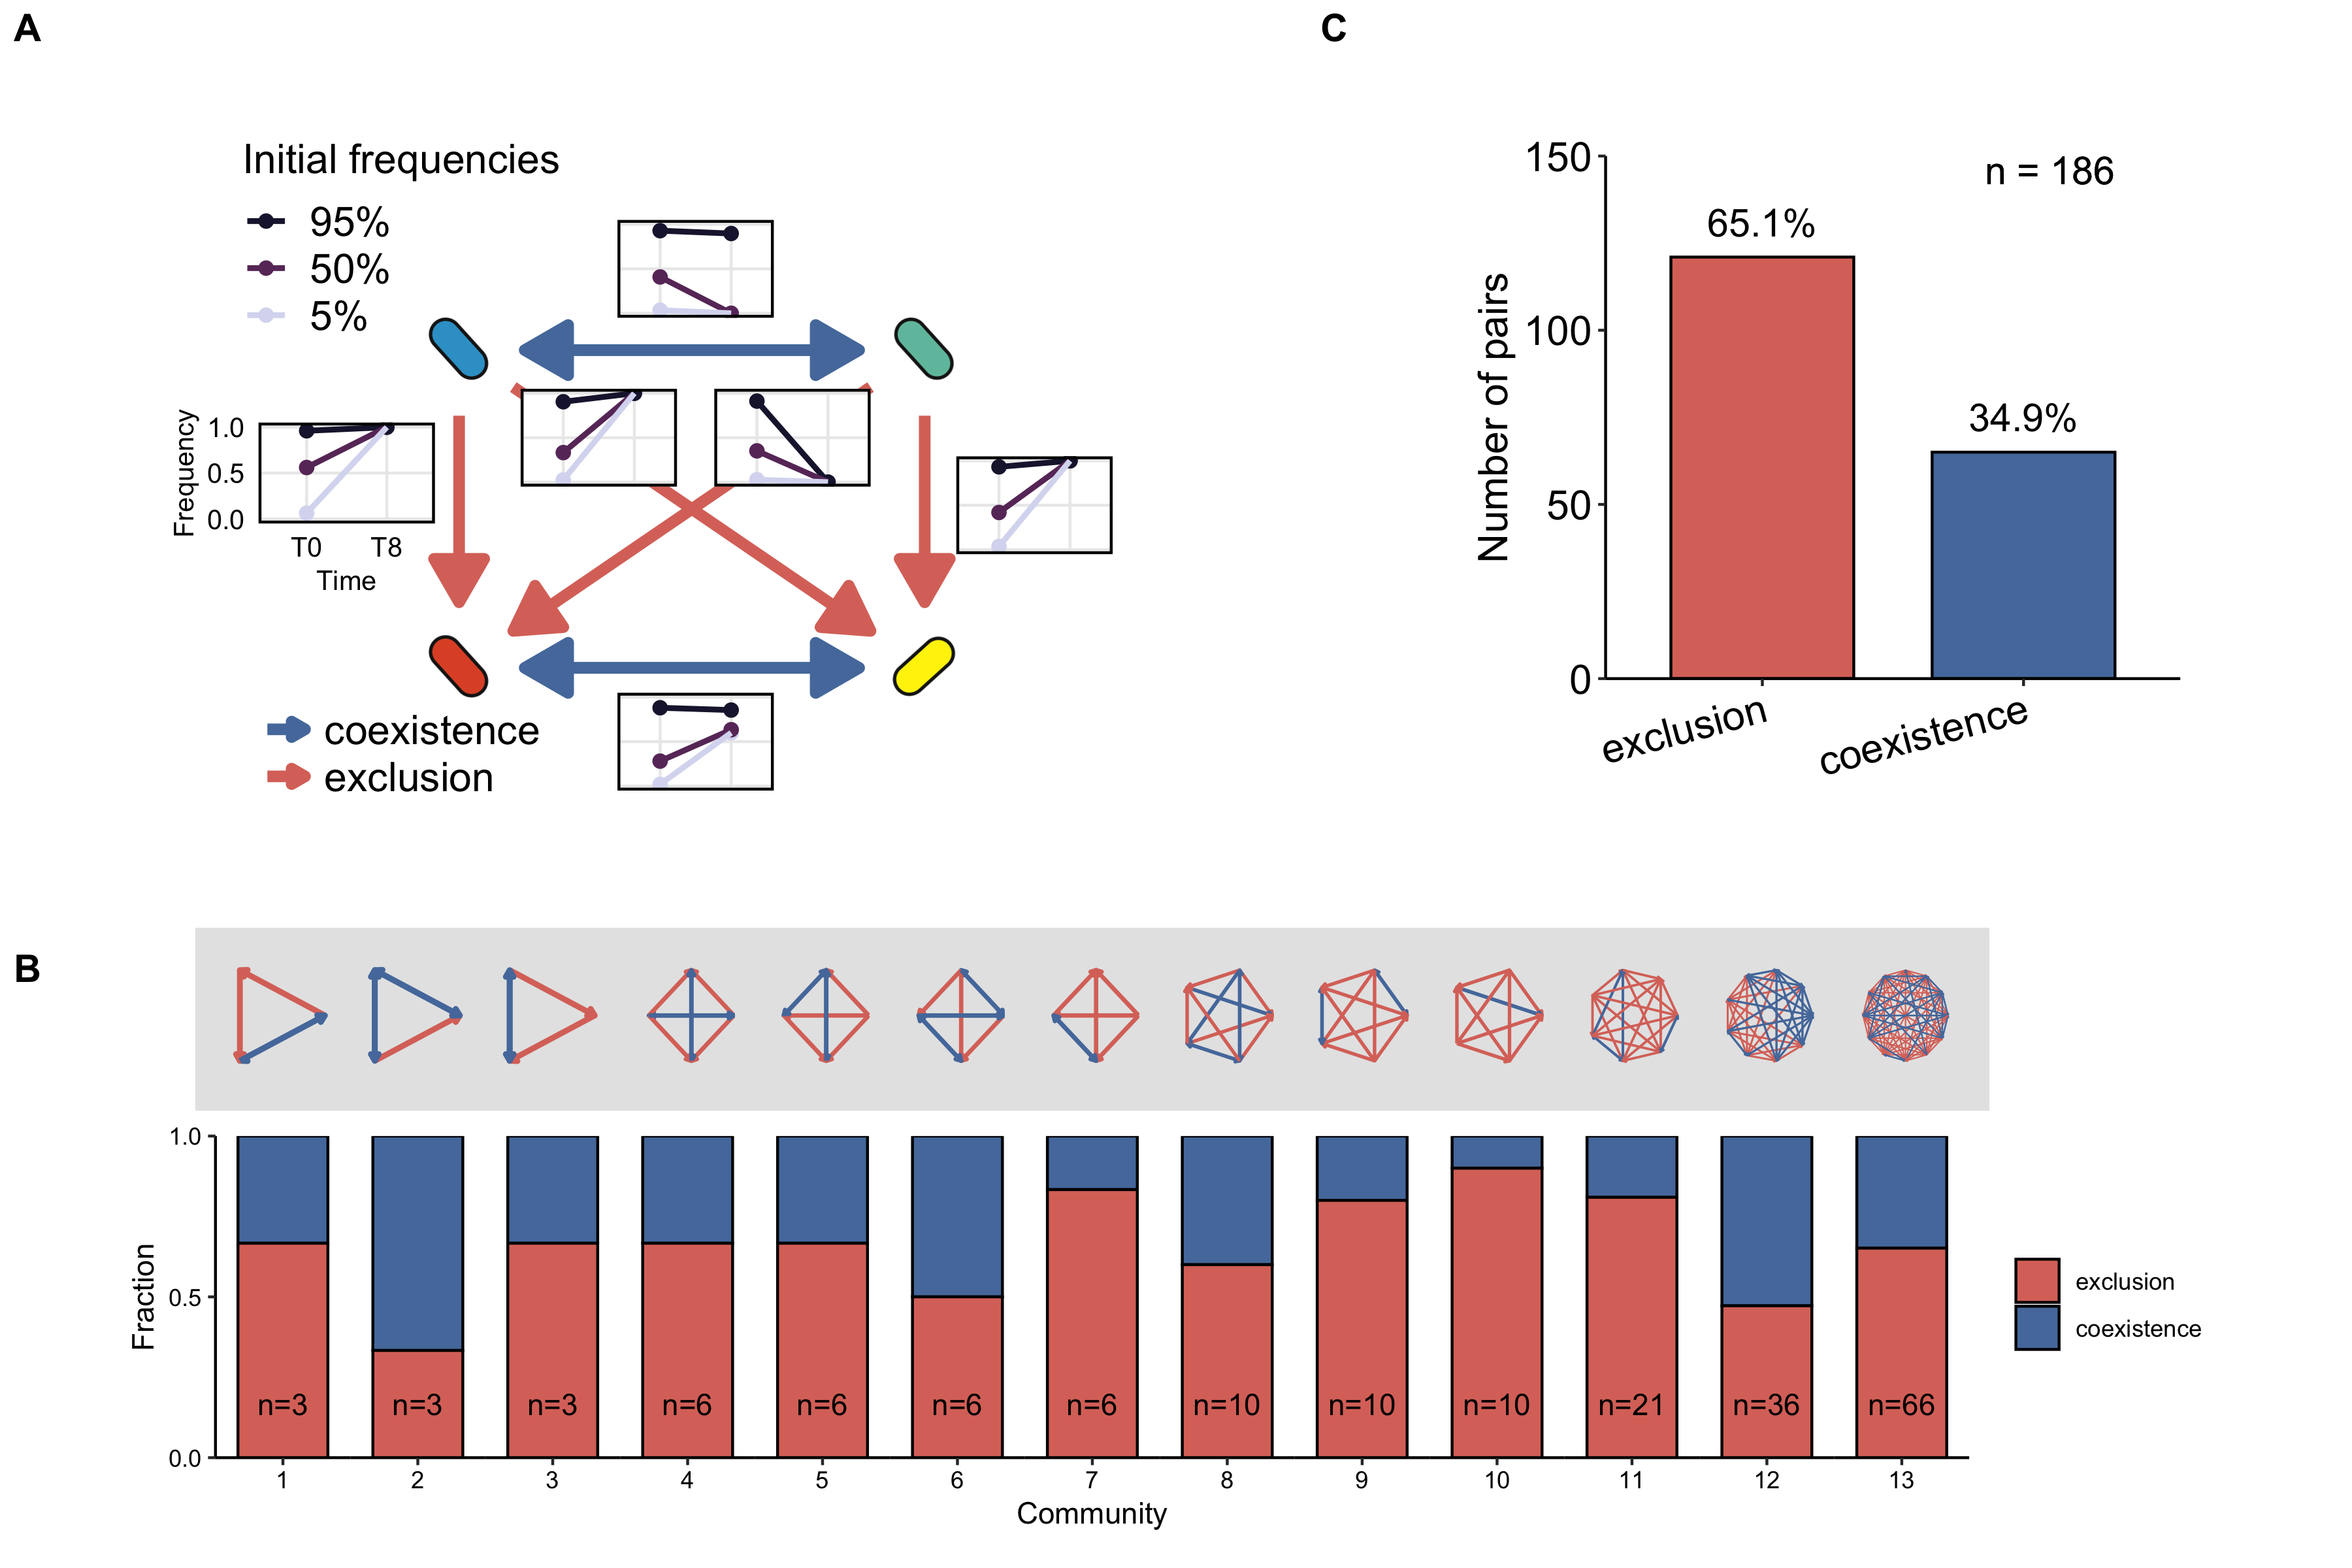 A
Initial frequencies
95%
50%
5%
Frequency
1.0
0.5
0.0
T0 T8
Time
coexistence
exclusion
C
Number of pairs
150
100
50
0
n = 186
65.1%
34.9%
exclusion
coexistence
B
Fraction
1.0
0.5
0.0
n=3 n=3 n=3 n=6 n=6 n=6 n=6 n=10 n=10 n=10 n=21 n=36 n=66
1 2 3 4 5 6 7 8 9 10 11 12 13
Community
exclusion
coexistence